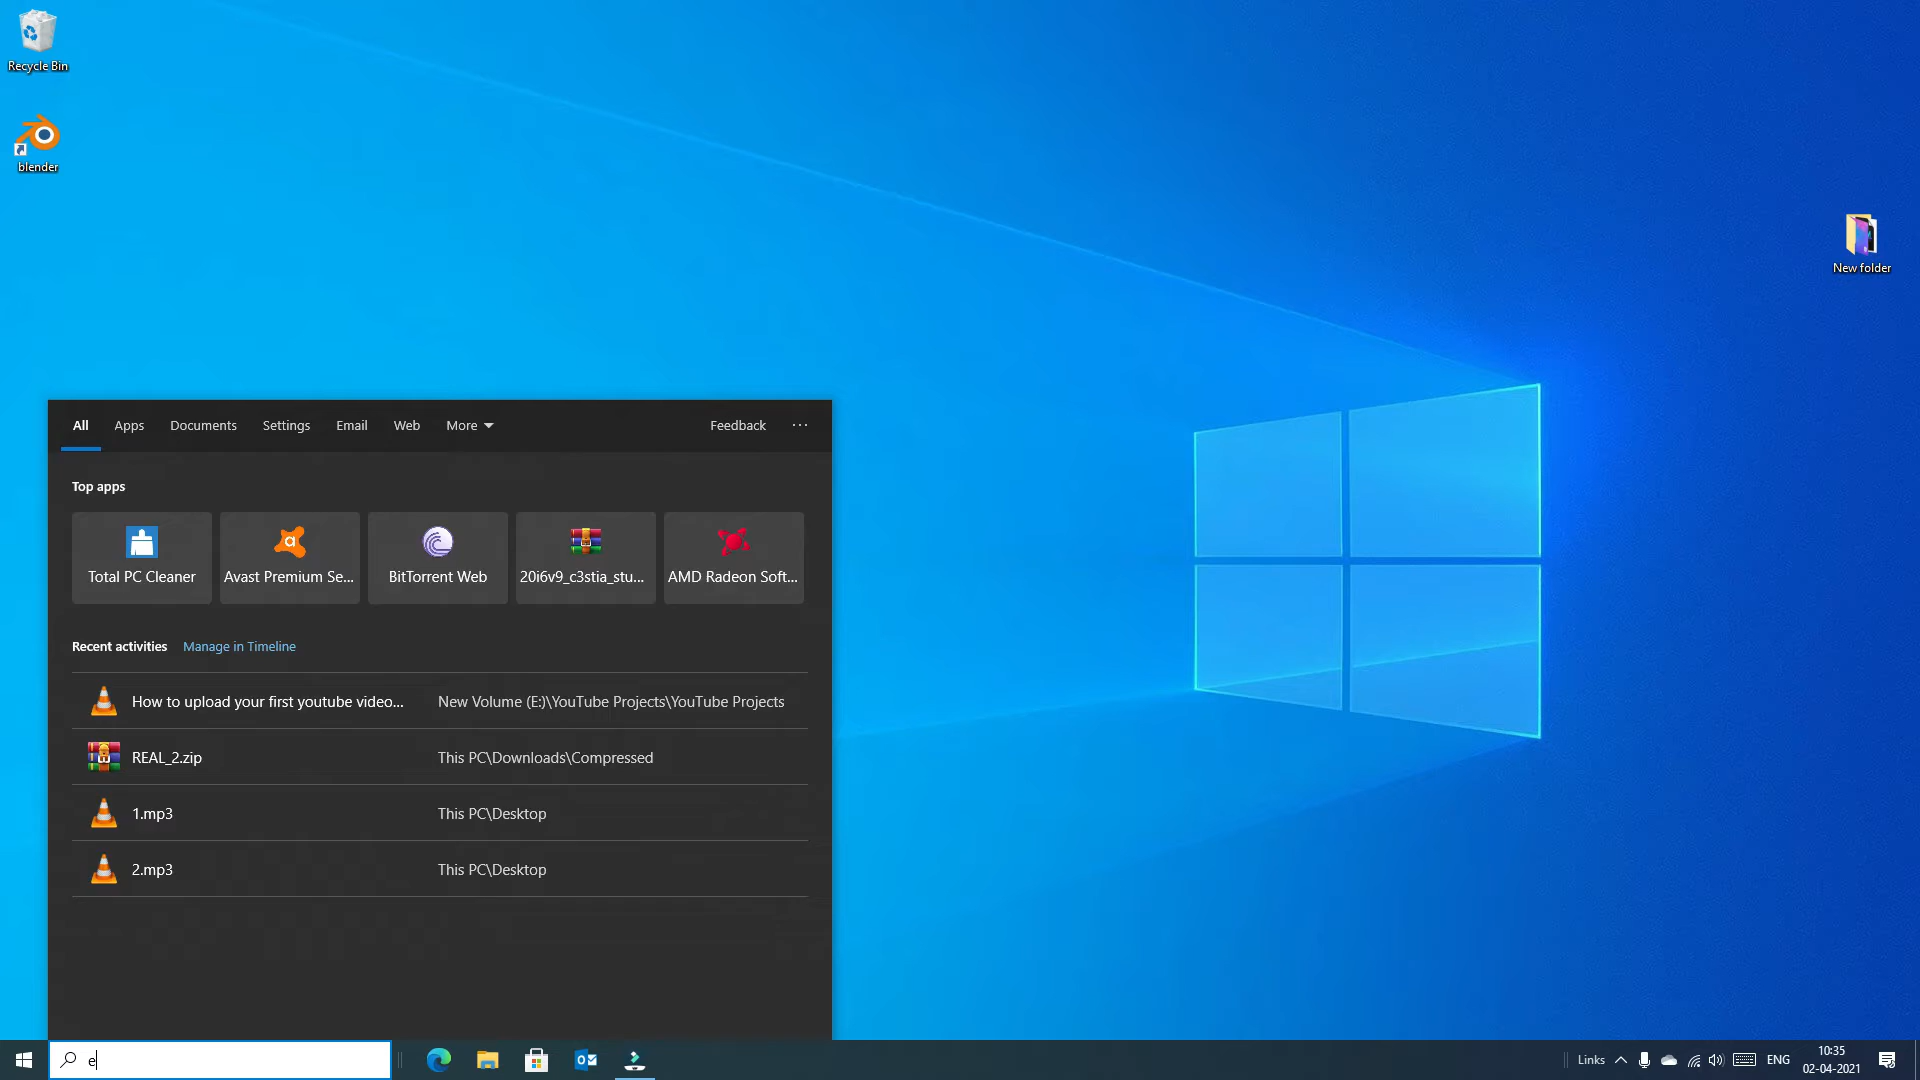 Recycle Bin
blender
New folder
All Apps Documents Settings Email Web More Feedback ...
Top apps
Total PC Cleaner
Avast Premium Se...
BitTorrent Web
20i6v9_c3stia_stu...
AMD Radeon Soft...
Recent activities Manage in Timeline
How to upload your first youtube video... New Volume (E:)\YouTube Projects\YouTube Projects
REAL_2.zip This PC\Downloads\Compressed
1.mp3 This PC\Desktop
2.mp3 This PC\Desktop
e
Links ENG
10:35
02-04-2021